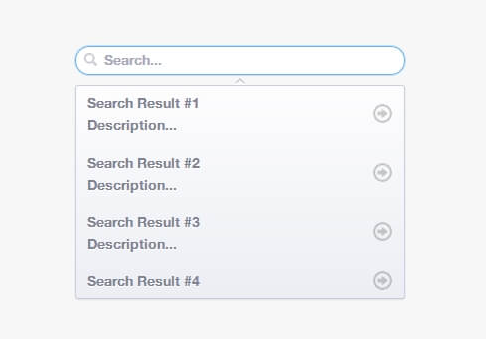 Search...
Search Result #1
Description...
Search Result #2
Description...
Search Result #3
Description...
Search Result #4